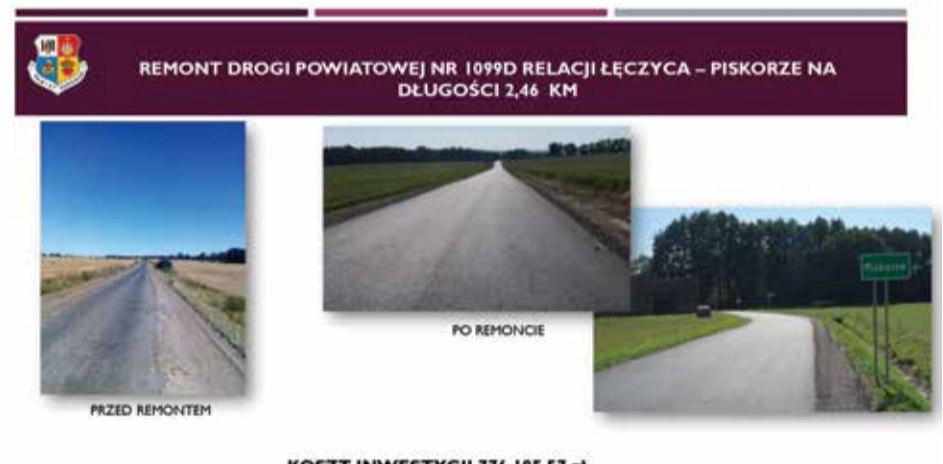 REMONT DROGI POWIATOWEJ NR 1099D RELACJI ŁĘCZYCA – PISKORZE NA
DŁUGOŚCI 2,46 KM
PO REMONCIE
Piskorze
PRZED REMONTEM
KOSZT INWESTYCJI